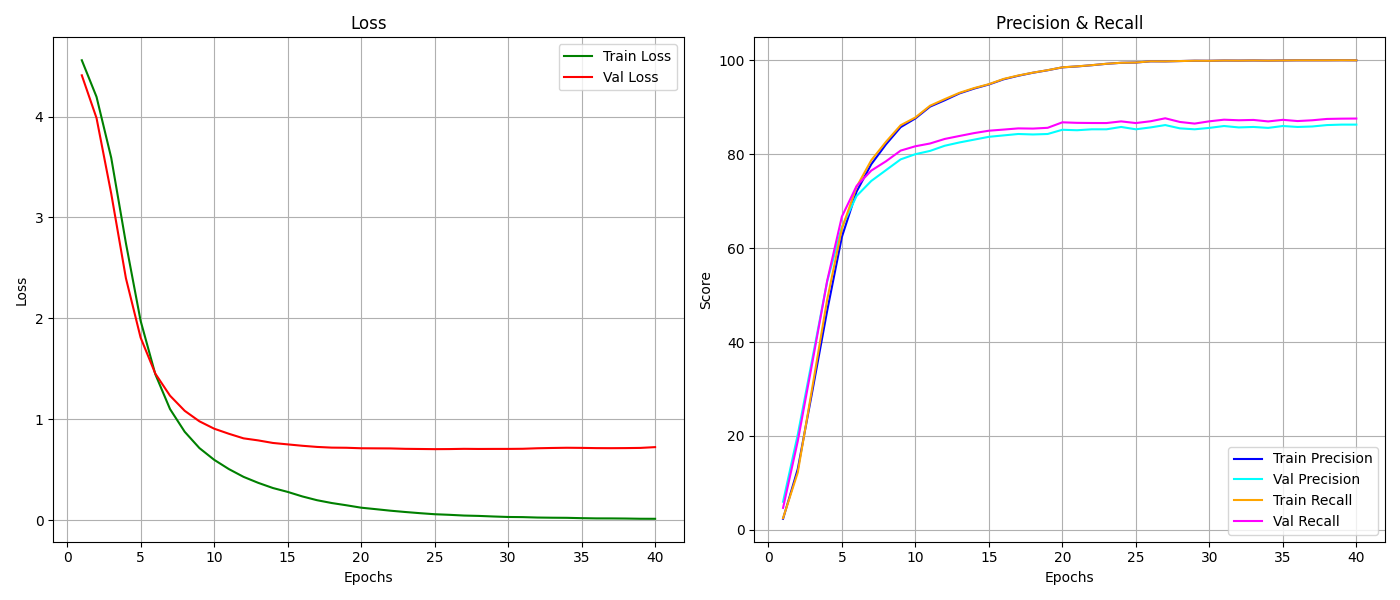 Loss
Train Loss
Val Loss
4
3
2
1
0
Loss
0 5 10 15 20 25 30 35 40
Epochs
Precision & Recall
100
80
60
40
20
0
Score
Train Precision
Val Precision
Train Recall
Val Recall
0 5 10 15 20 25 30 35 40
Epochs